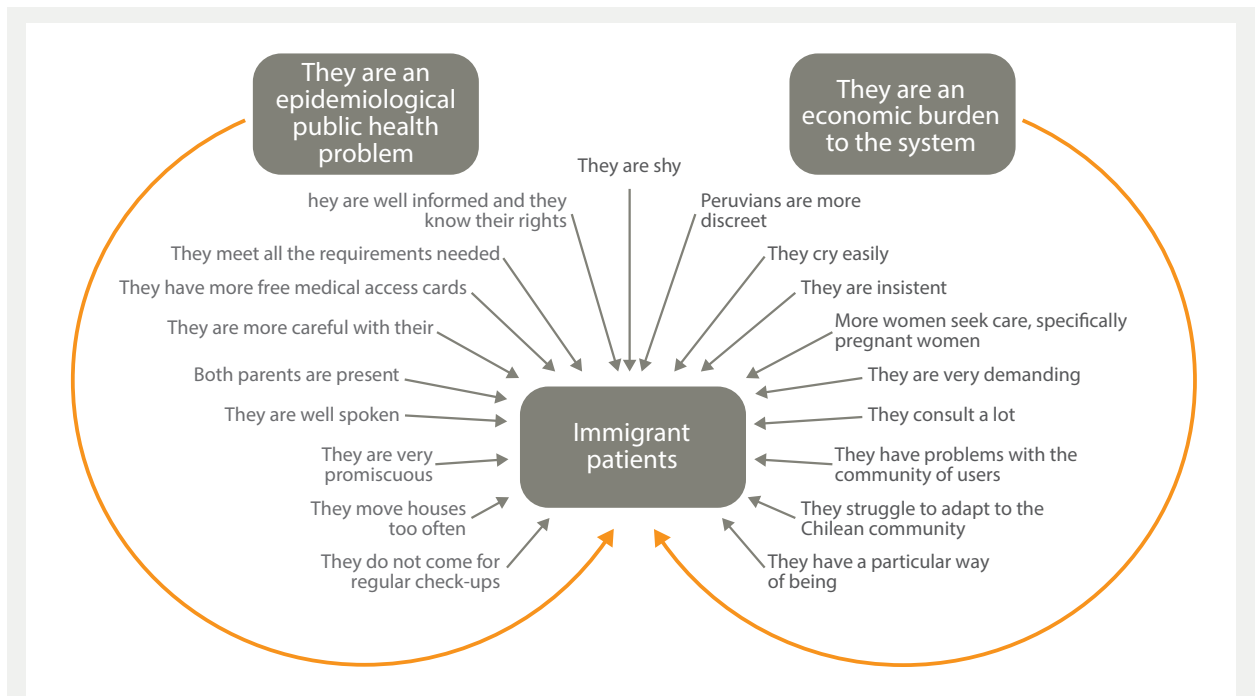 They are an
epidemiological
public health
problem
They are an
economic burden
to the system
They are shy
hey are well informed and they
know their rights
Peruvians are more
discreet
They meet all the requirements needed
They cry easily
They have more free medical access cards
They are insistent
They are more careful with their
More women seek care, specifically
pregnant women
Both parents are present
They are very demanding
They are well spoken
They consult a lot
Immigrant
patients
They are very
promiscuous
They have problems with the
community of users
They move houses
too often
They struggle to adapt to the
Chilean community
They do not come for
regular check-ups
They have a particular way
of being